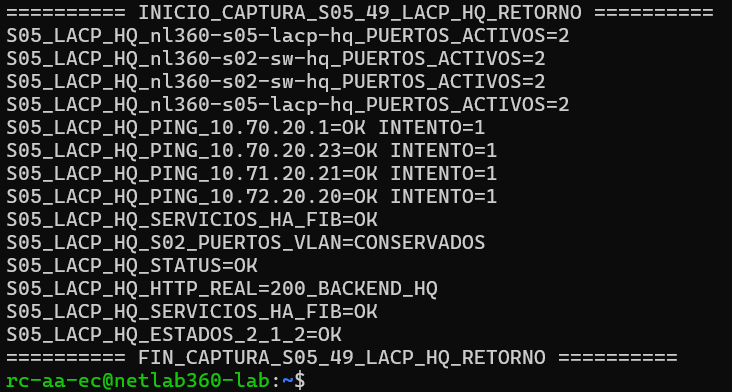 ========== INICIO_CAPTURA_S05_49_LACP_HQ_RETORNO ==========
S05_LACP_HQ_nl360-s05-lacp-hq_PUERTOS_ACTIVOS=2
S05_LACP_HQ_nl360-s02-sw-hq_PUERTOS_ACTIVOS=2
S05_LACP_HQ_nl360-s02-sw-hq_PUERTOS_ACTIVOS=2
S05_LACP_HQ_nl360-s05-lacp-hq_PUERTOS_ACTIVOS=2
S05_LACP_HQ_PING_10.70.20.1=OK INTENTO=1
S05_LACP_HQ_PING_10.70.20.23=OK INTENTO=1
S05_LACP_HQ_PING_10.71.20.21=OK INTENTO=1
S05_LACP_HQ_PING_10.72.20.20=OK INTENTO=1
S05_LACP_HQ_SERVICIOS_HA_FIB=OK
S05_LACP_HQ_S02_PUERTOS_VLAN=CONSERVADOS
S05_LACP_HQ_STATUS=OK
S05_LACP_HQ_HTTP_REAL=200_BACKEND_HQ
S05_LACP_HQ_SERVICIOS_HA_FIB=OK
S05_LACP_HQ_ESTADOS_2_1_2=OK
========== FIN_CAPTURA_S05_49_LACP_HQ_RETORNO ==========
rc-aa-ec@netlab360-lab:~$